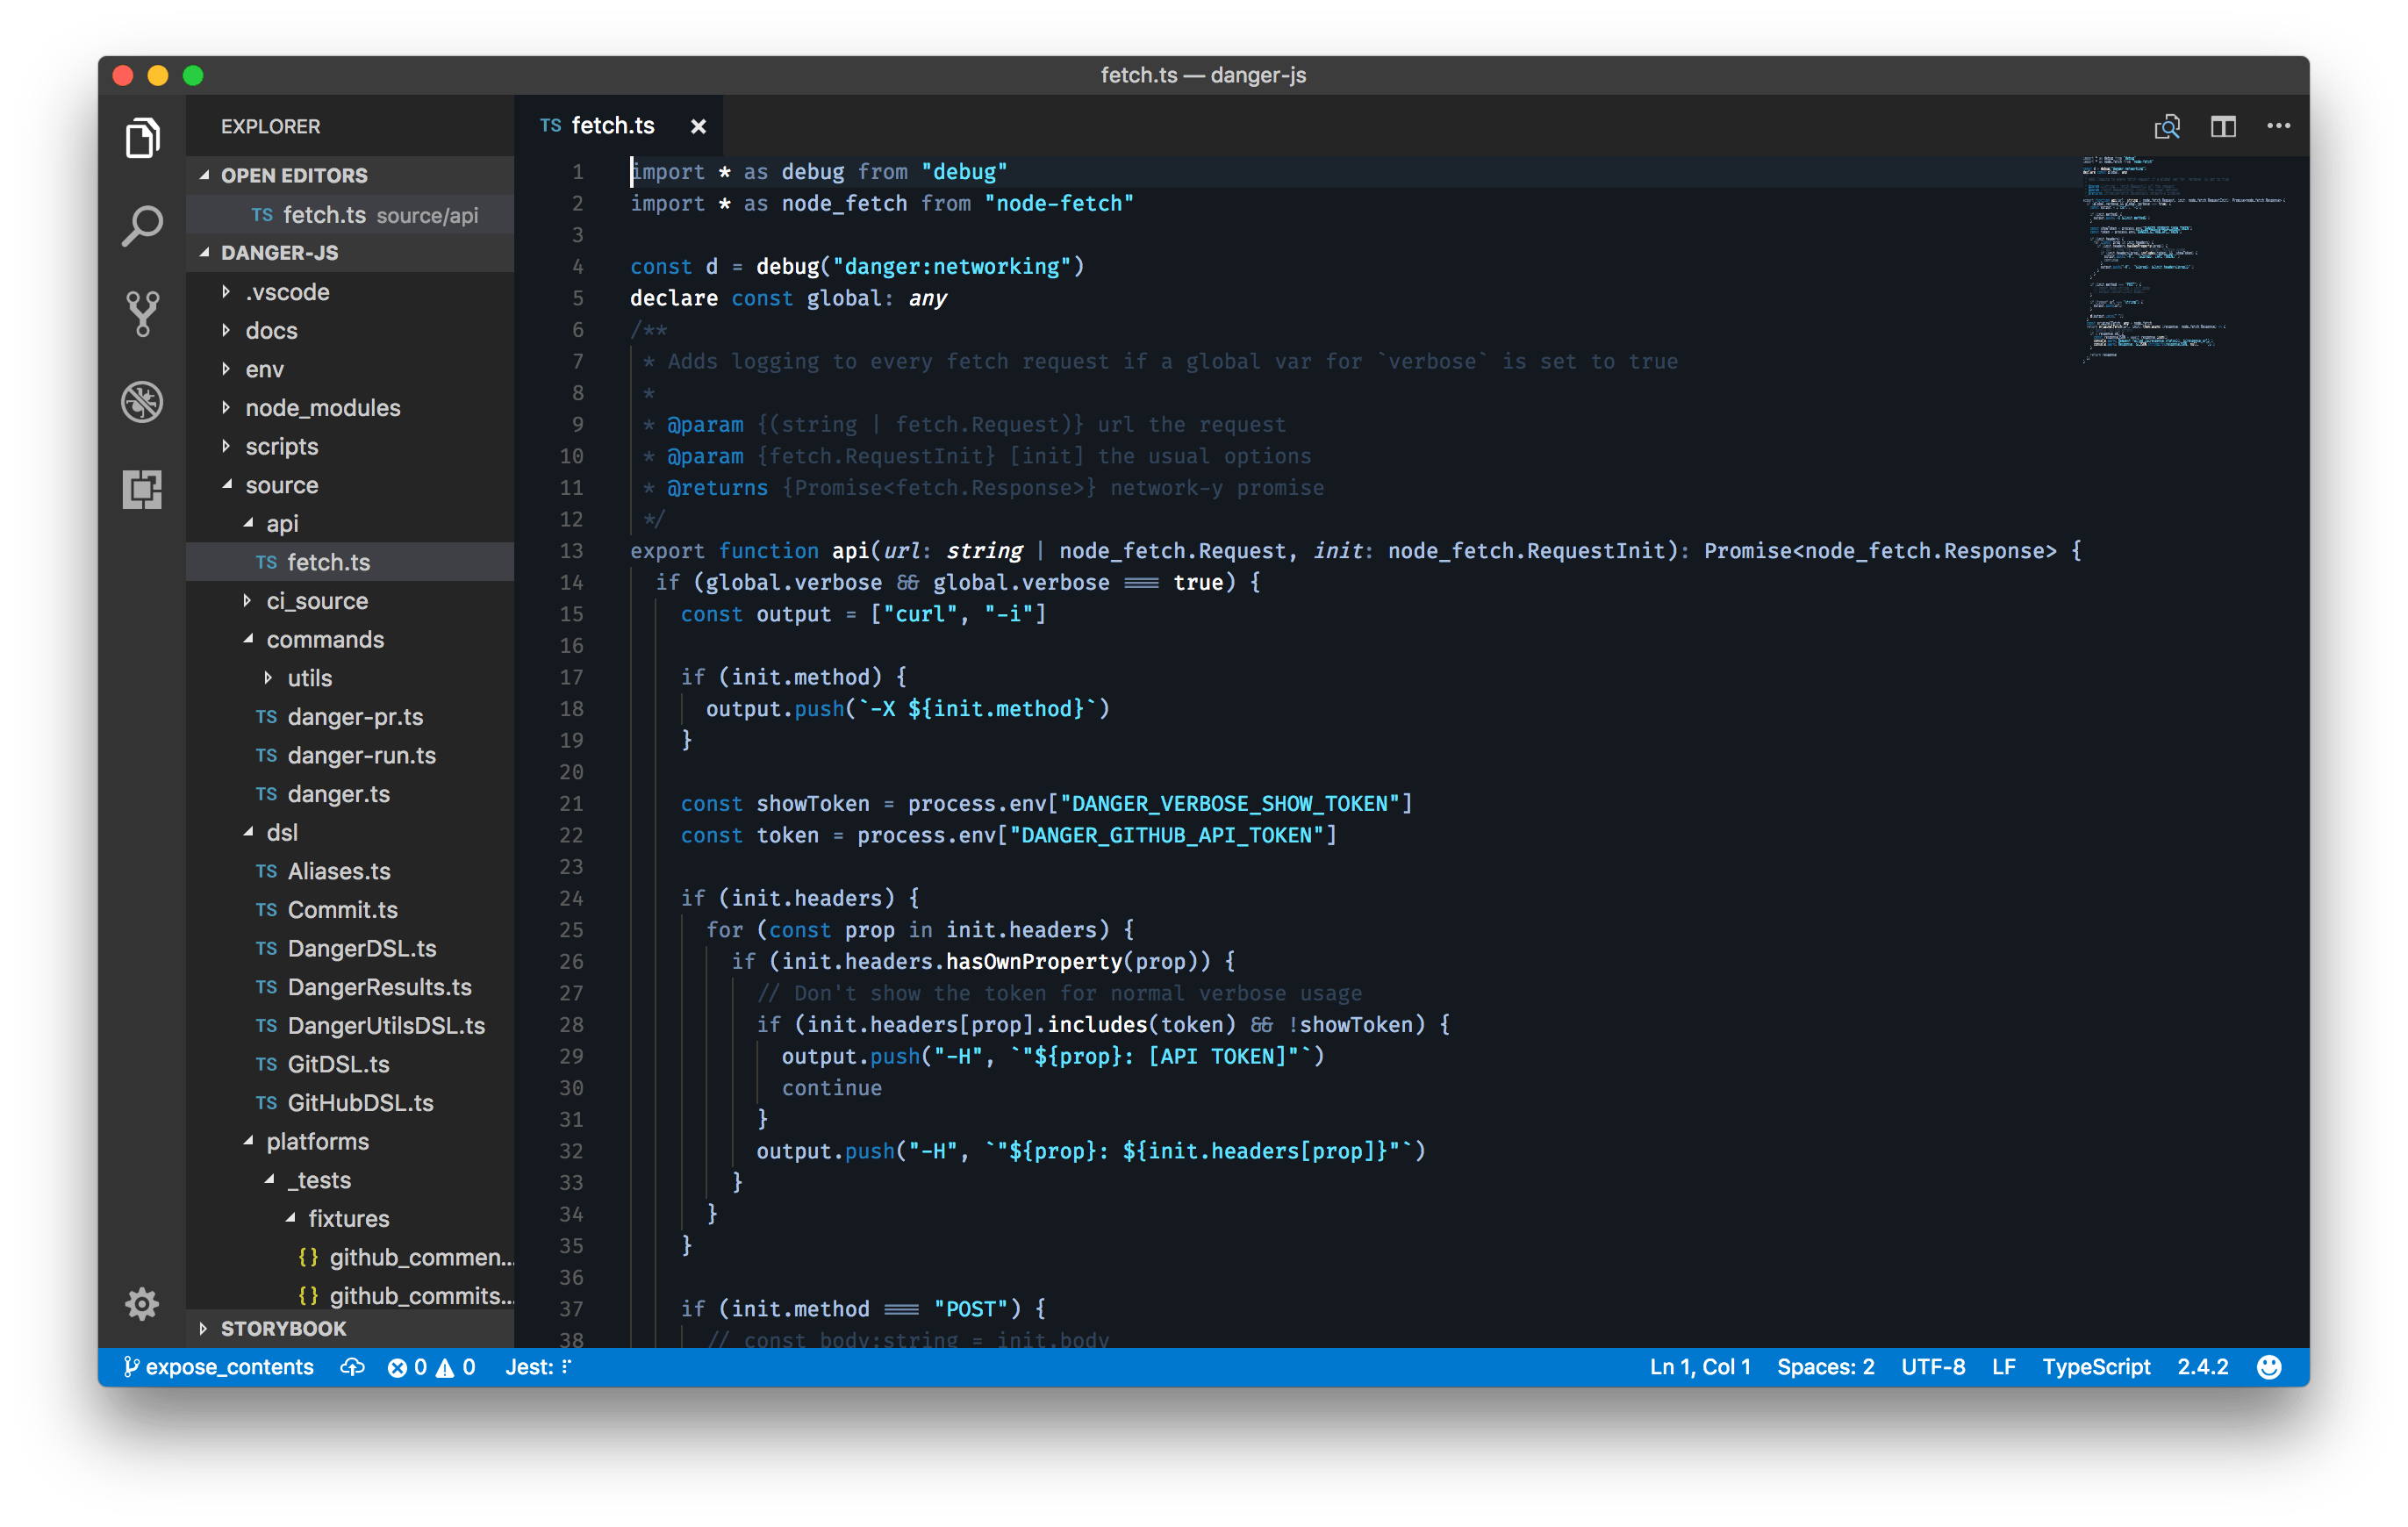 fetch.ts — danger-js
EXPLORER
OPEN EDITORS
TS fetch.ts source/api
DANGER-JS
.vscode
docs
env
node_modules
scripts
source
api
TS fetch.ts
ci_source
commands
utils
TS danger-pr.ts
TS danger-run.ts
TS danger.ts
dsl
TS Aliases.ts
TS Commit.ts
TS DangerDSL.ts
TS DangerResults.ts
TS DangerUtilsDSL.ts
TS GitDSL.ts
TS GitHubDSL.ts
platforms
_tests
fixtures
{} github_commen...
{} github_commits...
STORYBOOK
TS fetch.ts
1 import * as debug from "debug"
2 import * as node_fetch from "node-fetch"
3
4 const d = debug("danger:networking")
5 declare const global: any
6 /**
7 * Adds logging to every fetch request if a global var for `verbose` is set to true
8 *
9 * @param {(string | fetch.Request)} url the request
10 * @param {fetch.RequestInit} [init] the usual options
11 * @returns {Promise<fetch.Response>} network-y promise
12 */
13 export function api(url: string | node_fetch.Request, init: node_fetch.RequestInit): Promise<node_fetch.Response> {
14 if (global.verbose && global.verbose === true) {
15 const output = ["curl", "-i"]
16
17 if (init.method) {
18 output.push(`-X ${init.method}`)
19 }
20
21 const showToken = process.env["DANGER_VERBOSE_SHOW_TOKEN"]
22 const token = process.env["DANGER_GITHUB_API_TOKEN"]
23
24 if (init.headers) {
25 for (const prop in init.headers) {
26 if (init.headers.hasOwnProperty(prop)) {
27 // Don't show the token for normal verbose usage
28 if (init.headers[prop].includes(token) && !showToken) {
29 output.push("-H", `"${prop}: [API TOKEN]"`)
30 continue
31 }
32 output.push("-H", `"${prop}: ${init.headers[prop]}"`)
33 }
34 }
35 }
36
37 if (init.method === "POST") {
38 // const body:string = init.body
expose_contents 0 0 Jest:
Ln 1, Col 1 Spaces: 2 UTF-8 LF TypeScript 2.4.2